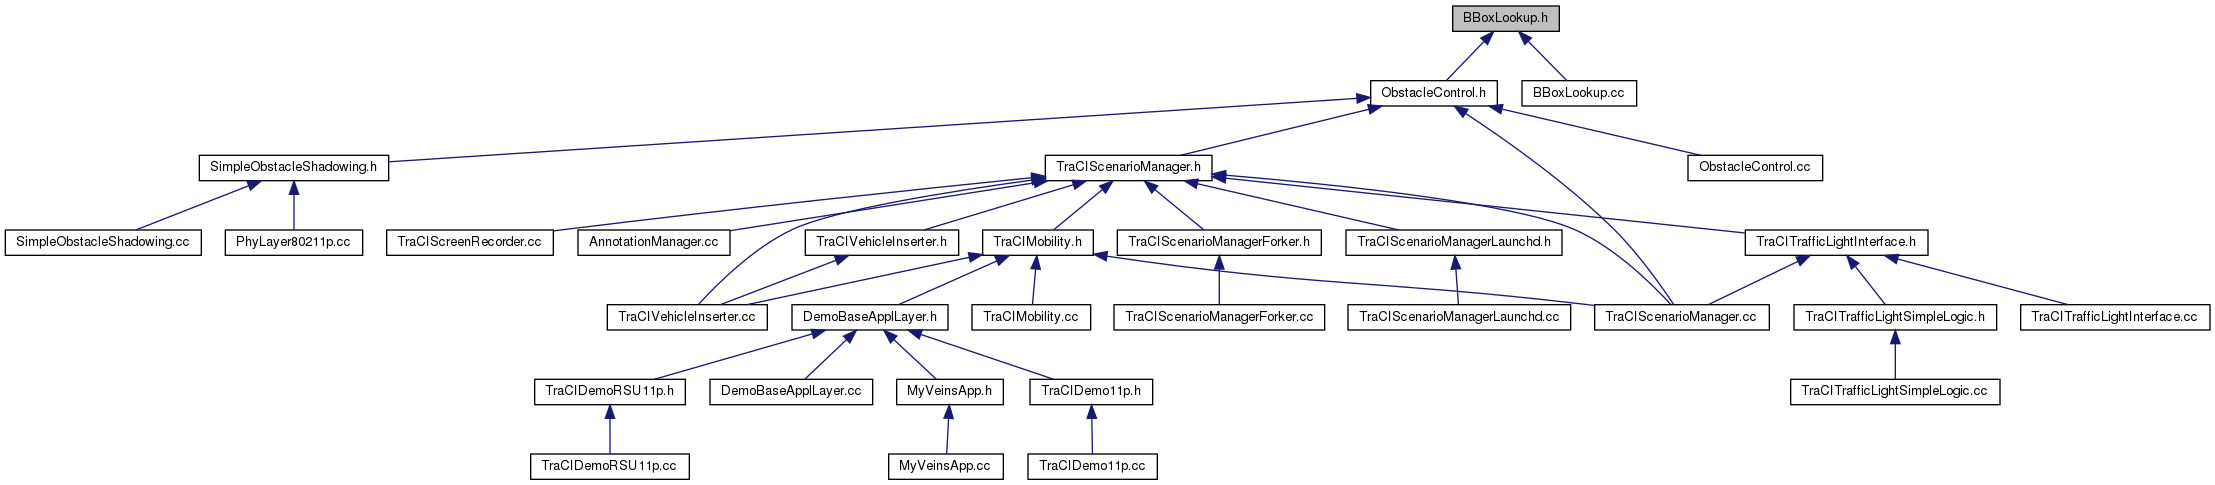 BBoxLookup.h
ObstacleControl.h
BBoxLookup.cc
SimpleObstacleShadowing.h
TraCIScenarioManager.h
ObstacleControl.cc
SimpleObstacleShadowing.cc
PhyLayer80211p.cc
TraCIScreenRecorder.cc
AnnotationManager.cc
TraCIVehicleInserter.h
TraCIMobility.h
TraCIScenarioManagerForker.h
TraCIScenarioManagerLaunchd.h
TraCITrafficLightInterface.h
TraCIVehicleInserter.cc
DemoBaseApplLayer.h
TraCIMobility.cc
TraCIScenarioManagerForker.cc
TraCIScenarioManagerLaunchd.cc
TraCIScenarioManager.cc
TraCITrafficLightSimpleLogic.h
TraCITrafficLightInterface.cc
TraCIDemoRSU11p.h
DemoBaseApplLayer.cc
MyVeinsApp.h
TraCIDemo11p.h
TraCITrafficLightSimpleLogic.cc
TraCIDemoRSU11p.cc
MyVeinsApp.cc
TraCIDemo11p.cc